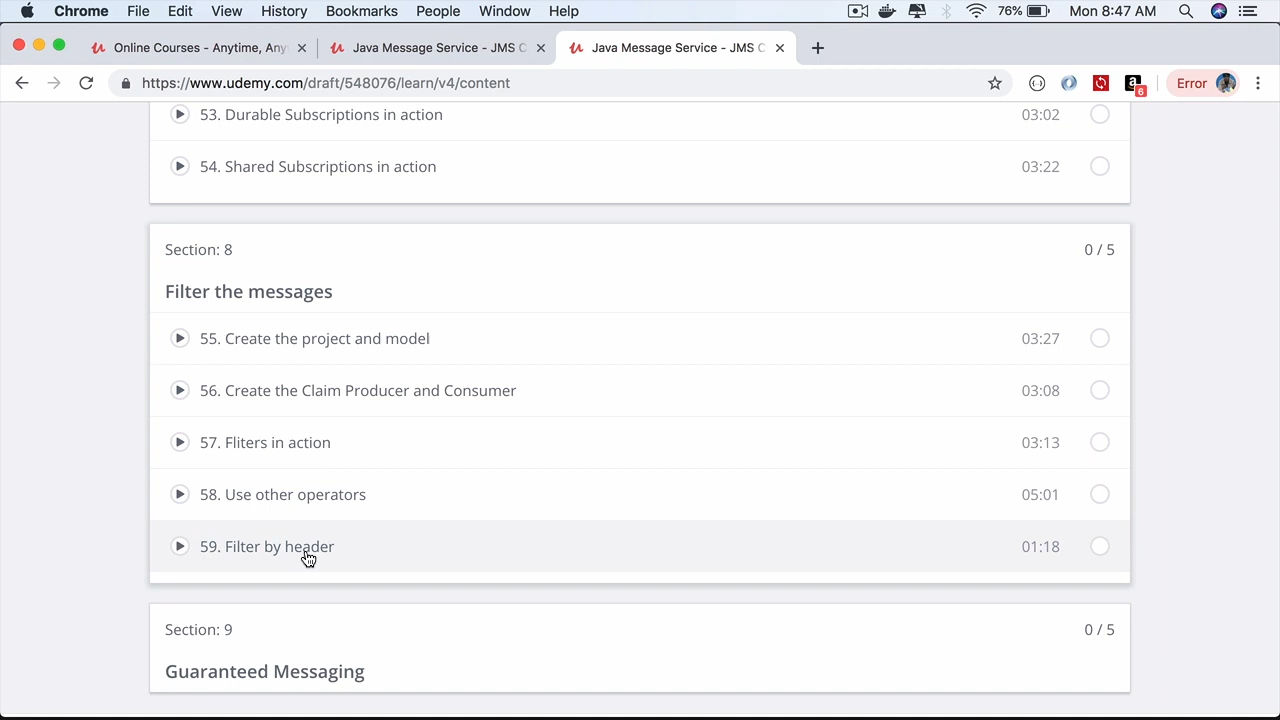 Chrome File Edit View History Bookmarks People Window Help 76% Mon 8:47 AM
Online Courses - Anytime, Any Java Message Service - JMS C Java Message Service - JMS C
https://www.udemy.com/draft/548076/learn/v4/content 6 Error
53. Durable Subscriptions in action 03:02
54. Shared Subscriptions in action 03:22
Section: 8 0 / 5
Filter the messages
55. Create the project and model 03:27
56. Create the Claim Producer and Consumer 03:08
57. Fliters in action 03:13
58. Use other operators 05:01
59. Filter by header 01:18
Section: 9 0 / 5
Guaranteed Messaging